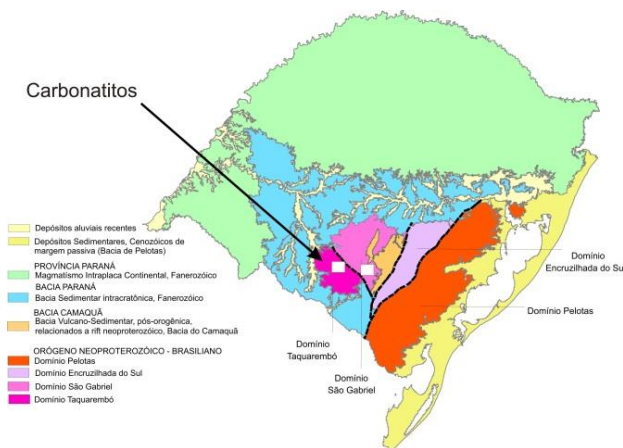 Carbonatitos
Depósitos aluviais recentes
Depósitos Sedimentares, Cenozóicos de
margem passiva (Bacia de Pelotas)
PROVÍNCIA PARANÁ
Magmatismo Intraplaca Continental, Fanerozóico
BACIA PARANÁ
Bacia Sedimentar intracratônica, Fanerozóico
BACIA CAMAQUÃ
Bacia Vulcano-Sedimentar, pós-orogênica,
relacionados a rift neoproterozóico, Bacia do Camaquã
ORÓGENO NEOPROTEROZÓICO - BRASILIANO
Domínio Pelotas
Domínio Encruzilhada do Sul
Domínio São Gabriel
Domínio Taquarembó
Domínio
Taquarembó
Domínio
São Gabriel
Domínio
Encruzilhada do Sul
Domínio Pelotas